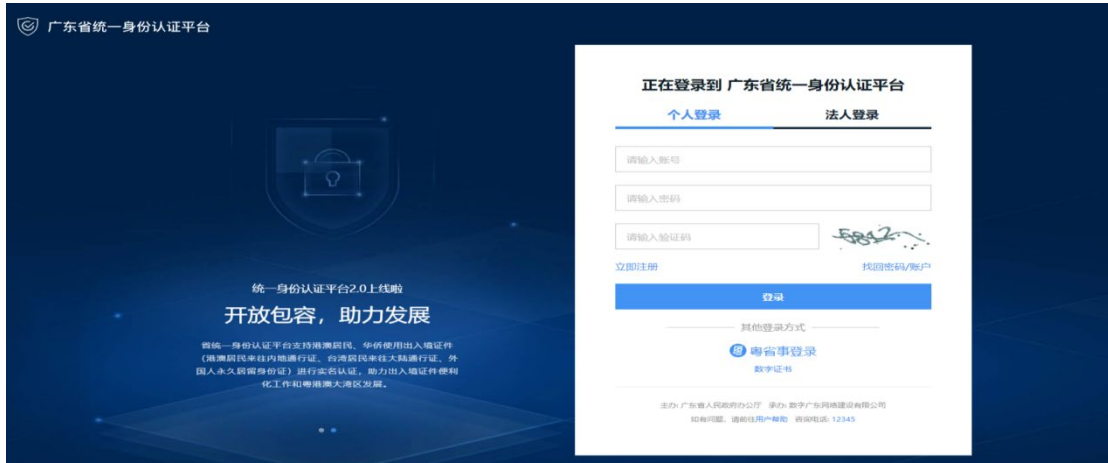 广东省统一身份认证平台
统一身份认证平台2.0上线啦
开放包容，助力发展
省统一身份认证平台支持港澳居民、华侨使用出入境证件
（港澳居民来往内地通行证、台湾居民来往大陆通行证、外
国人永久居留身份证）进行实名认证，助力出入境证件便利
化工作和粤港澳大湾区发展。
正在登录到 广东省统一身份认证平台
个人登录 法人登录
请输入账号
请输入密码
请输入验证码
立即注册 找回密码/账户
登录
其他登录方式
粤省事登录
数字证书
主办: 广东省人民政府办公厅 承办: 数字广东网络建设有限公司
如有问题，请前往用户帮助 咨询电话: 12345